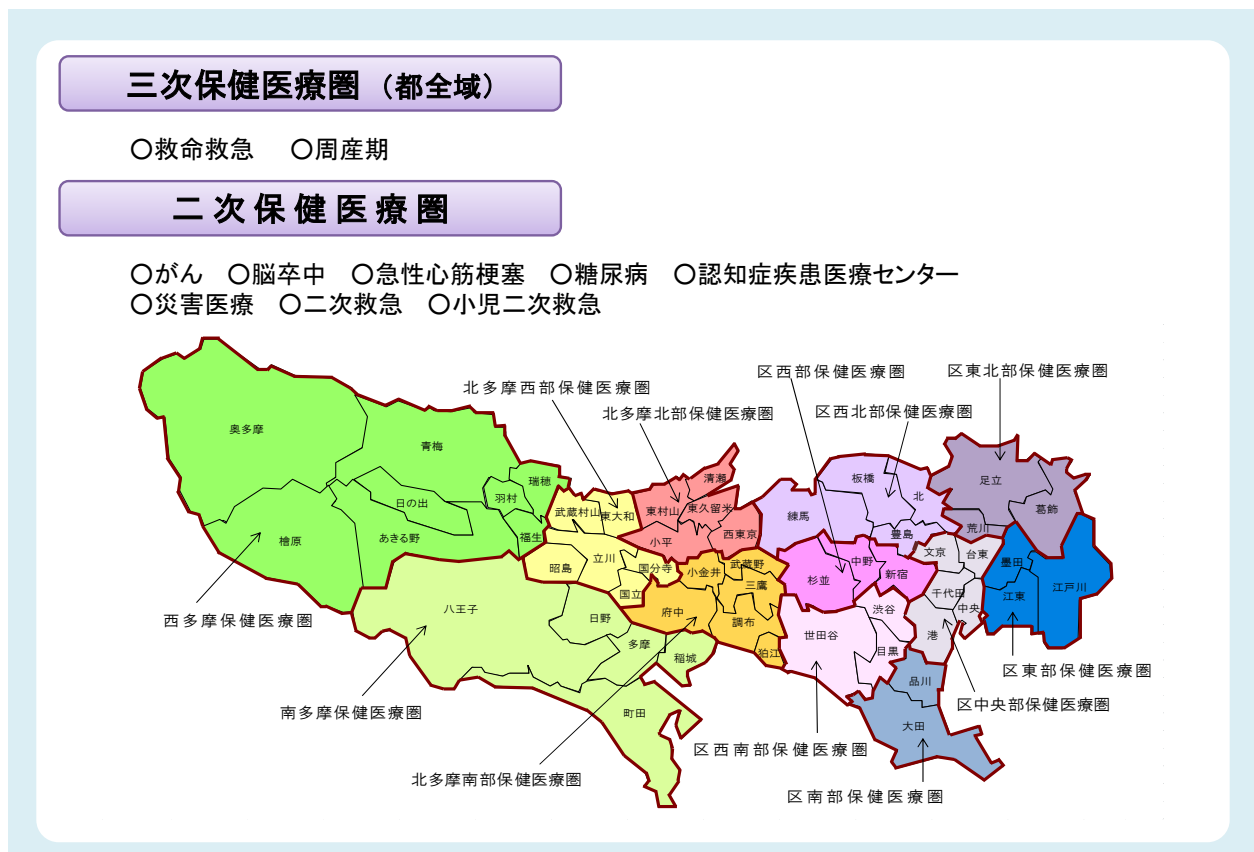 三次保健医療圏（都全域）
〇救命救急　〇周産期
二次保健医療圏
〇がん　〇脳卒中　〇急性心筋梗塞　〇糖尿病　〇認知症疾患医療センター
〇災害医療　〇二次救急　〇小児二次救急
区西部保健医療圏
区東北部保健医療圏
北多摩西部保健医療圏
北多摩北部保健医療圏
区西北部保健医療圏
奥多摩
青梅
瑞穂
羽村
日の出
福生
あきる野
檜原
武蔵村山
東大和
昭島
立川
国分寺
国立
清瀬
東村山
東久留米
小平
西東京
小金井
武蔵野
三鷹
府中
調布
狛江
八王子
日野
多摩
稲城
町田
板橋
北
練馬
豊島
足立
葛飾
荒川
文京
台東
千代田
中央
港
墨田
江東
江戸川
杉並
中野
新宿
渋谷
世田谷
目黒
品川
大田
西多摩保健医療圏
南多摩保健医療圏
北多摩南部保健医療圏
区西南部保健医療圏
区南部保健医療圏
区中央部保健医療圏
区東部保健医療圏